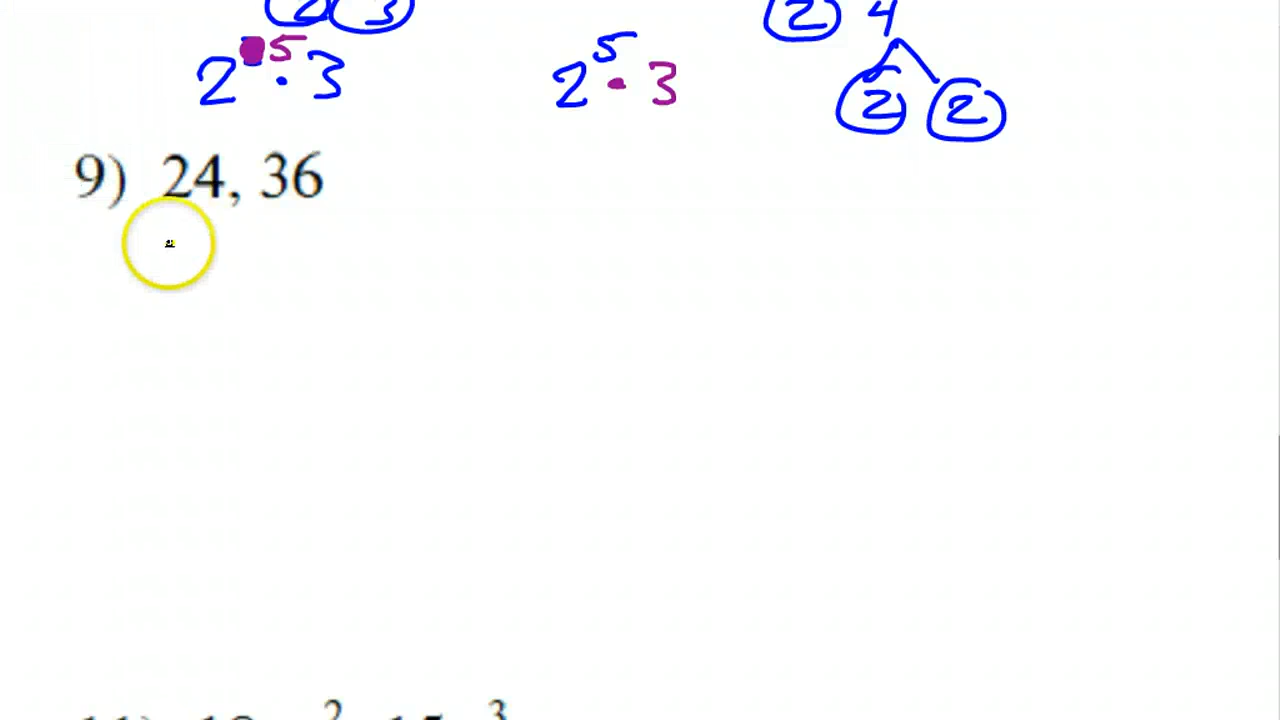 2 3
2 4
2⁵ · 3
2⁵ · 3
2 2
9) 24, 36